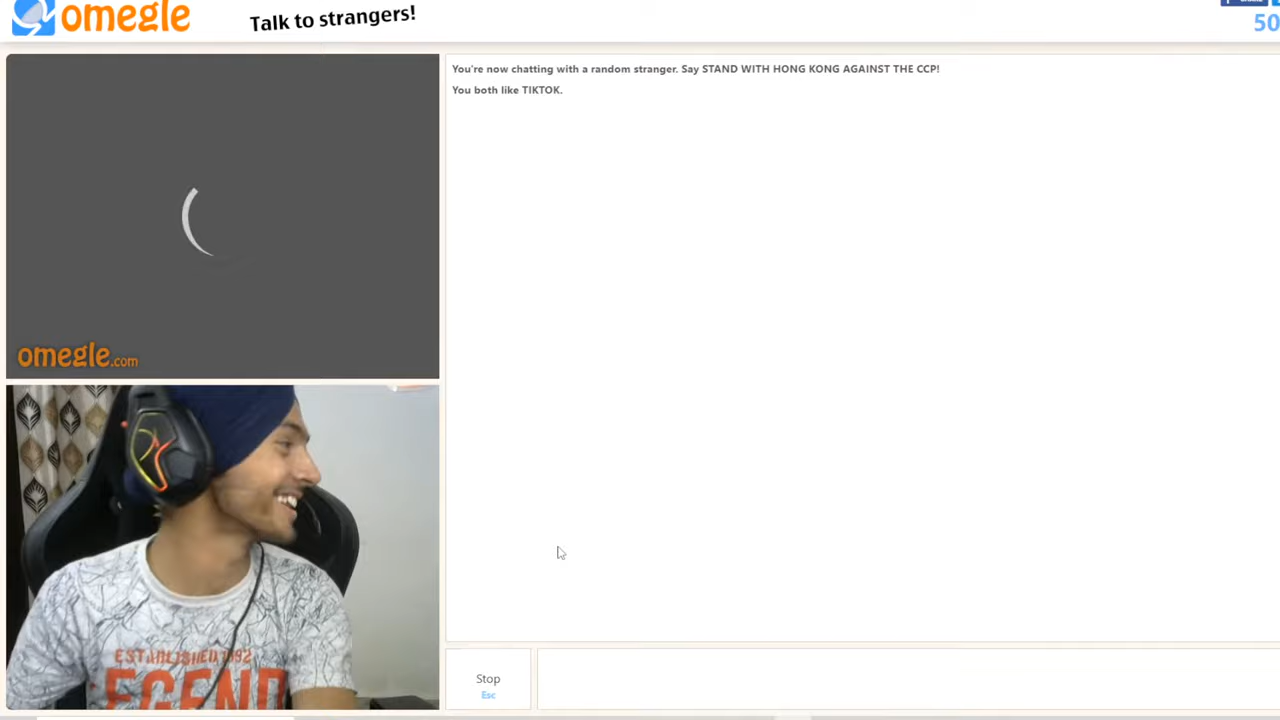 omegle
Talk to strangers!
50
You're now chatting with a random stranger. Say STAND WITH HONG KONG AGAINST THE CCP!
You both like TIKTOK.
omegle.com
ESTABLISHED 1992
LEGEND
Stop
Esc